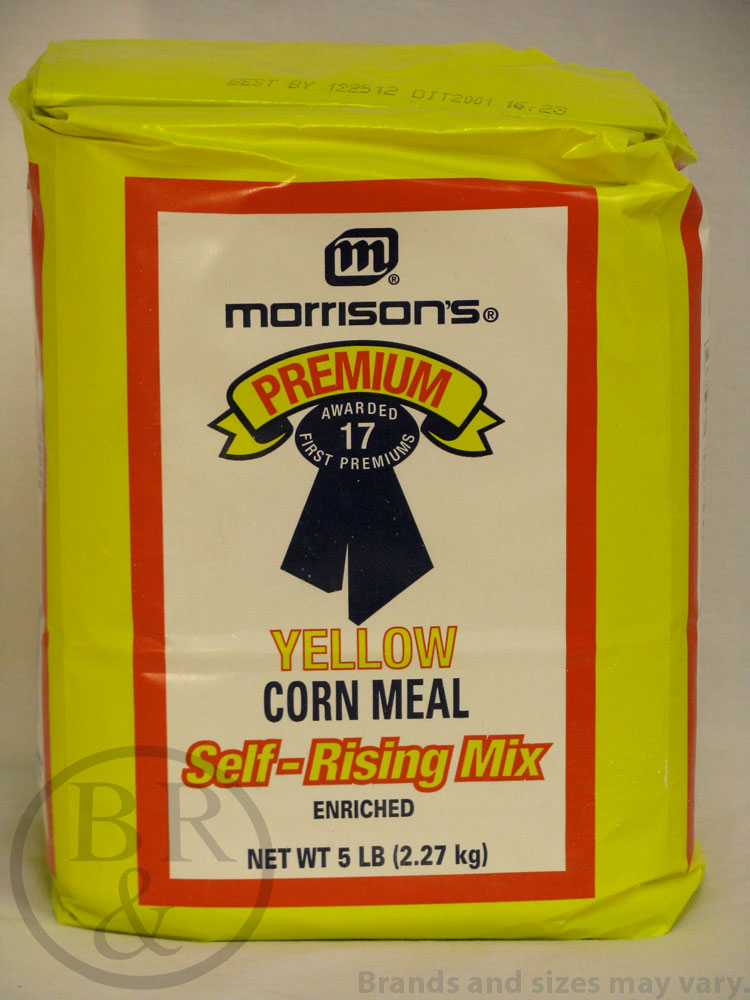 BEST BY 122512 DIT2001 16:23
m®
morrison's®
PREMIUM
AWARDED
17
FIRST PREMIUMS
YELLOW
CORN MEAL
Self-Rising Mix
ENRICHED
NET WT 5 LB (2.27 kg)
B&R
Brands and sizes may vary.